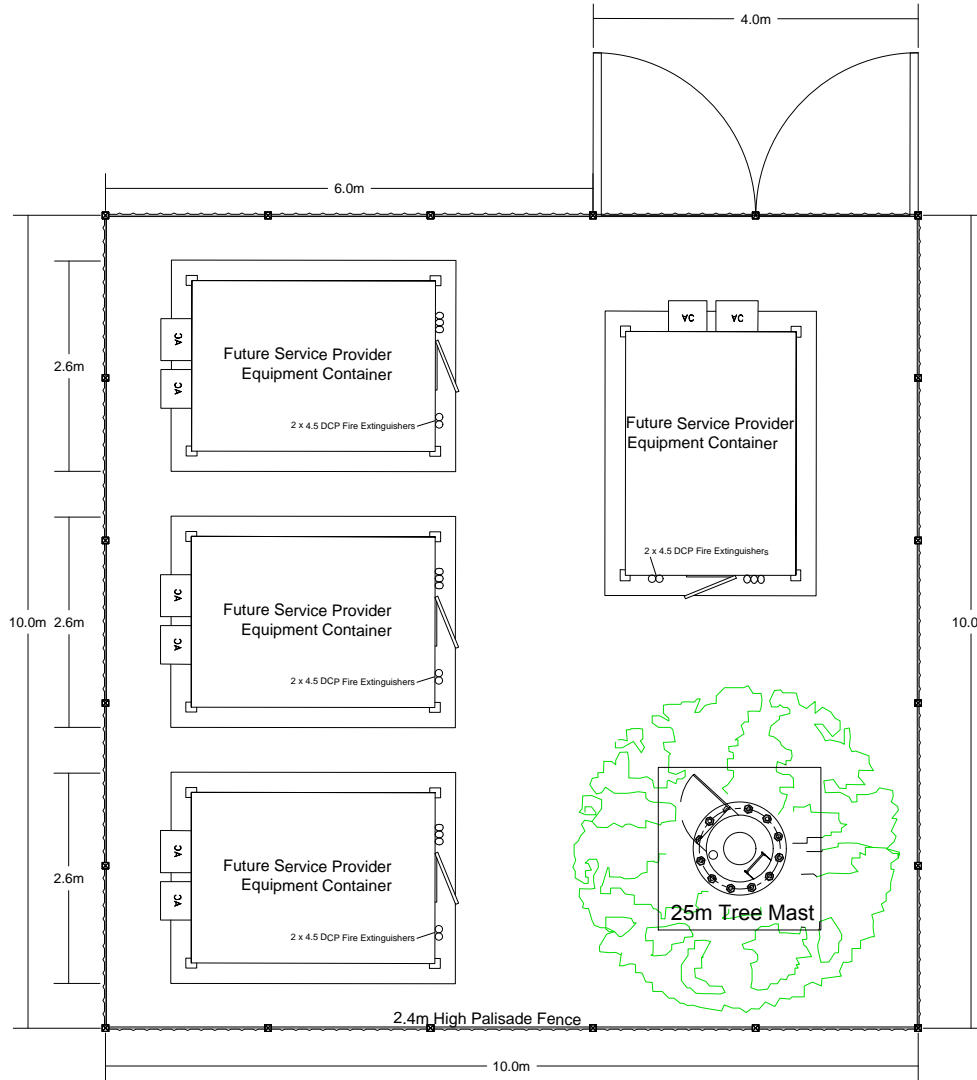 4.0m
6.0m
2.6m
AC
AC
Future Service Provider
Equipment Container
2 x 4.5 DCP Fire Extinguishers
AC
AC
Future Service Provider
Equipment Container
2 x 4.5 DCP Fire Extinguishers
10.0m
2.6m
AC
AC
Future Service Provider
Equipment Container
2 x 4.5 DCP Fire Extinguishers
10.0
2.6m
AC
AC
Future Service Provider
Equipment Container
2 x 4.5 DCP Fire Extinguishers
25m Tree Mast
2.4m High Palisade Fence
10.0m